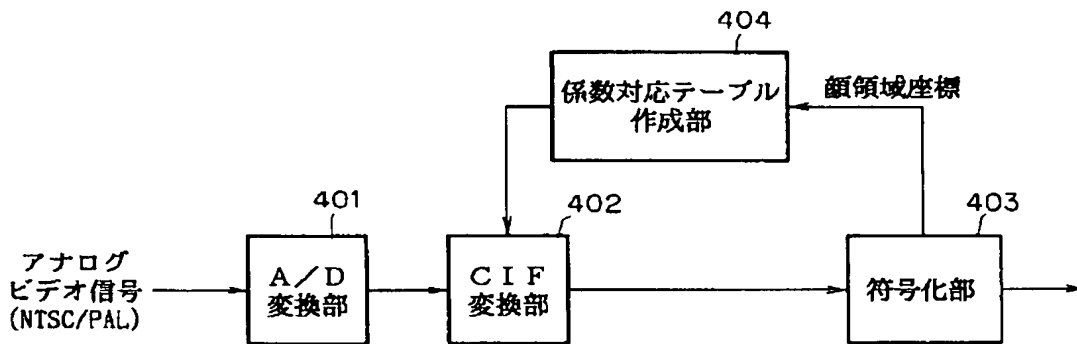 404
係数対応テーブル
作成部
顔領域座標
401
402
403
アナログ
ビデオ信号
(NTSC/PAL)
A/D
変換部
CIF
変換部
符号化部